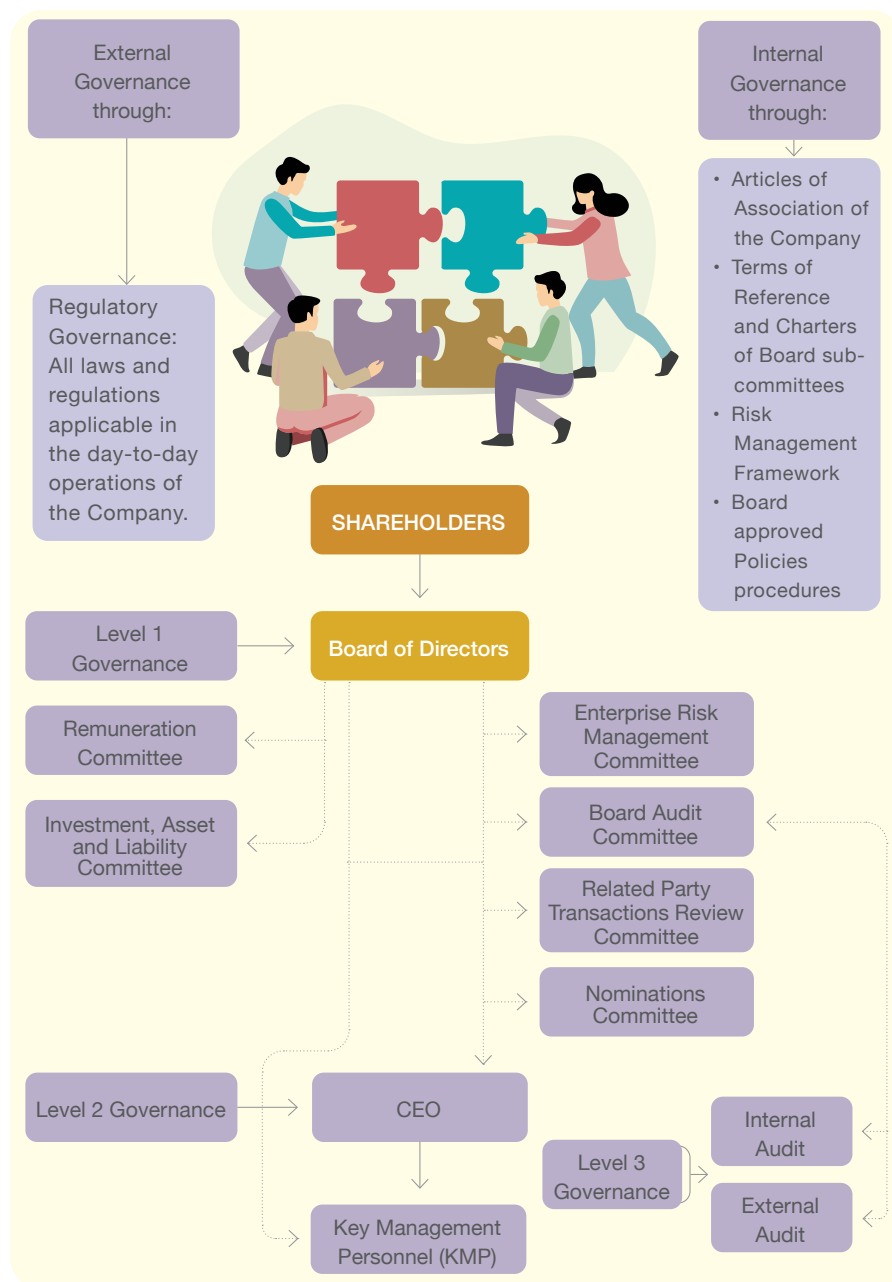 External
Governance
through:
Regulatory
Governance:
All laws and
regulations
applicable in
the day-to-day
operations of
the Company.
Internal
Governance
through:
• Articles of
Association of
the Company
• Terms of
Reference
and Charters
of Board sub-
committees
• Risk
Management
Framework
• Board
approved
Policies
procedures
SHAREHOLDERS
Level 1
Governance
Board of Directors
Remuneration
Committee
Investment, Asset
and Liability
Committee
Enterprise Risk
Management
Committee
Board Audit
Committee
Related Party
Transactions Review
Committee
Nominations
Committee
Level 2 Governance
CEO
Key Management
Personnel (KMP)
Level 3
Governance
Internal
Audit
External
Audit